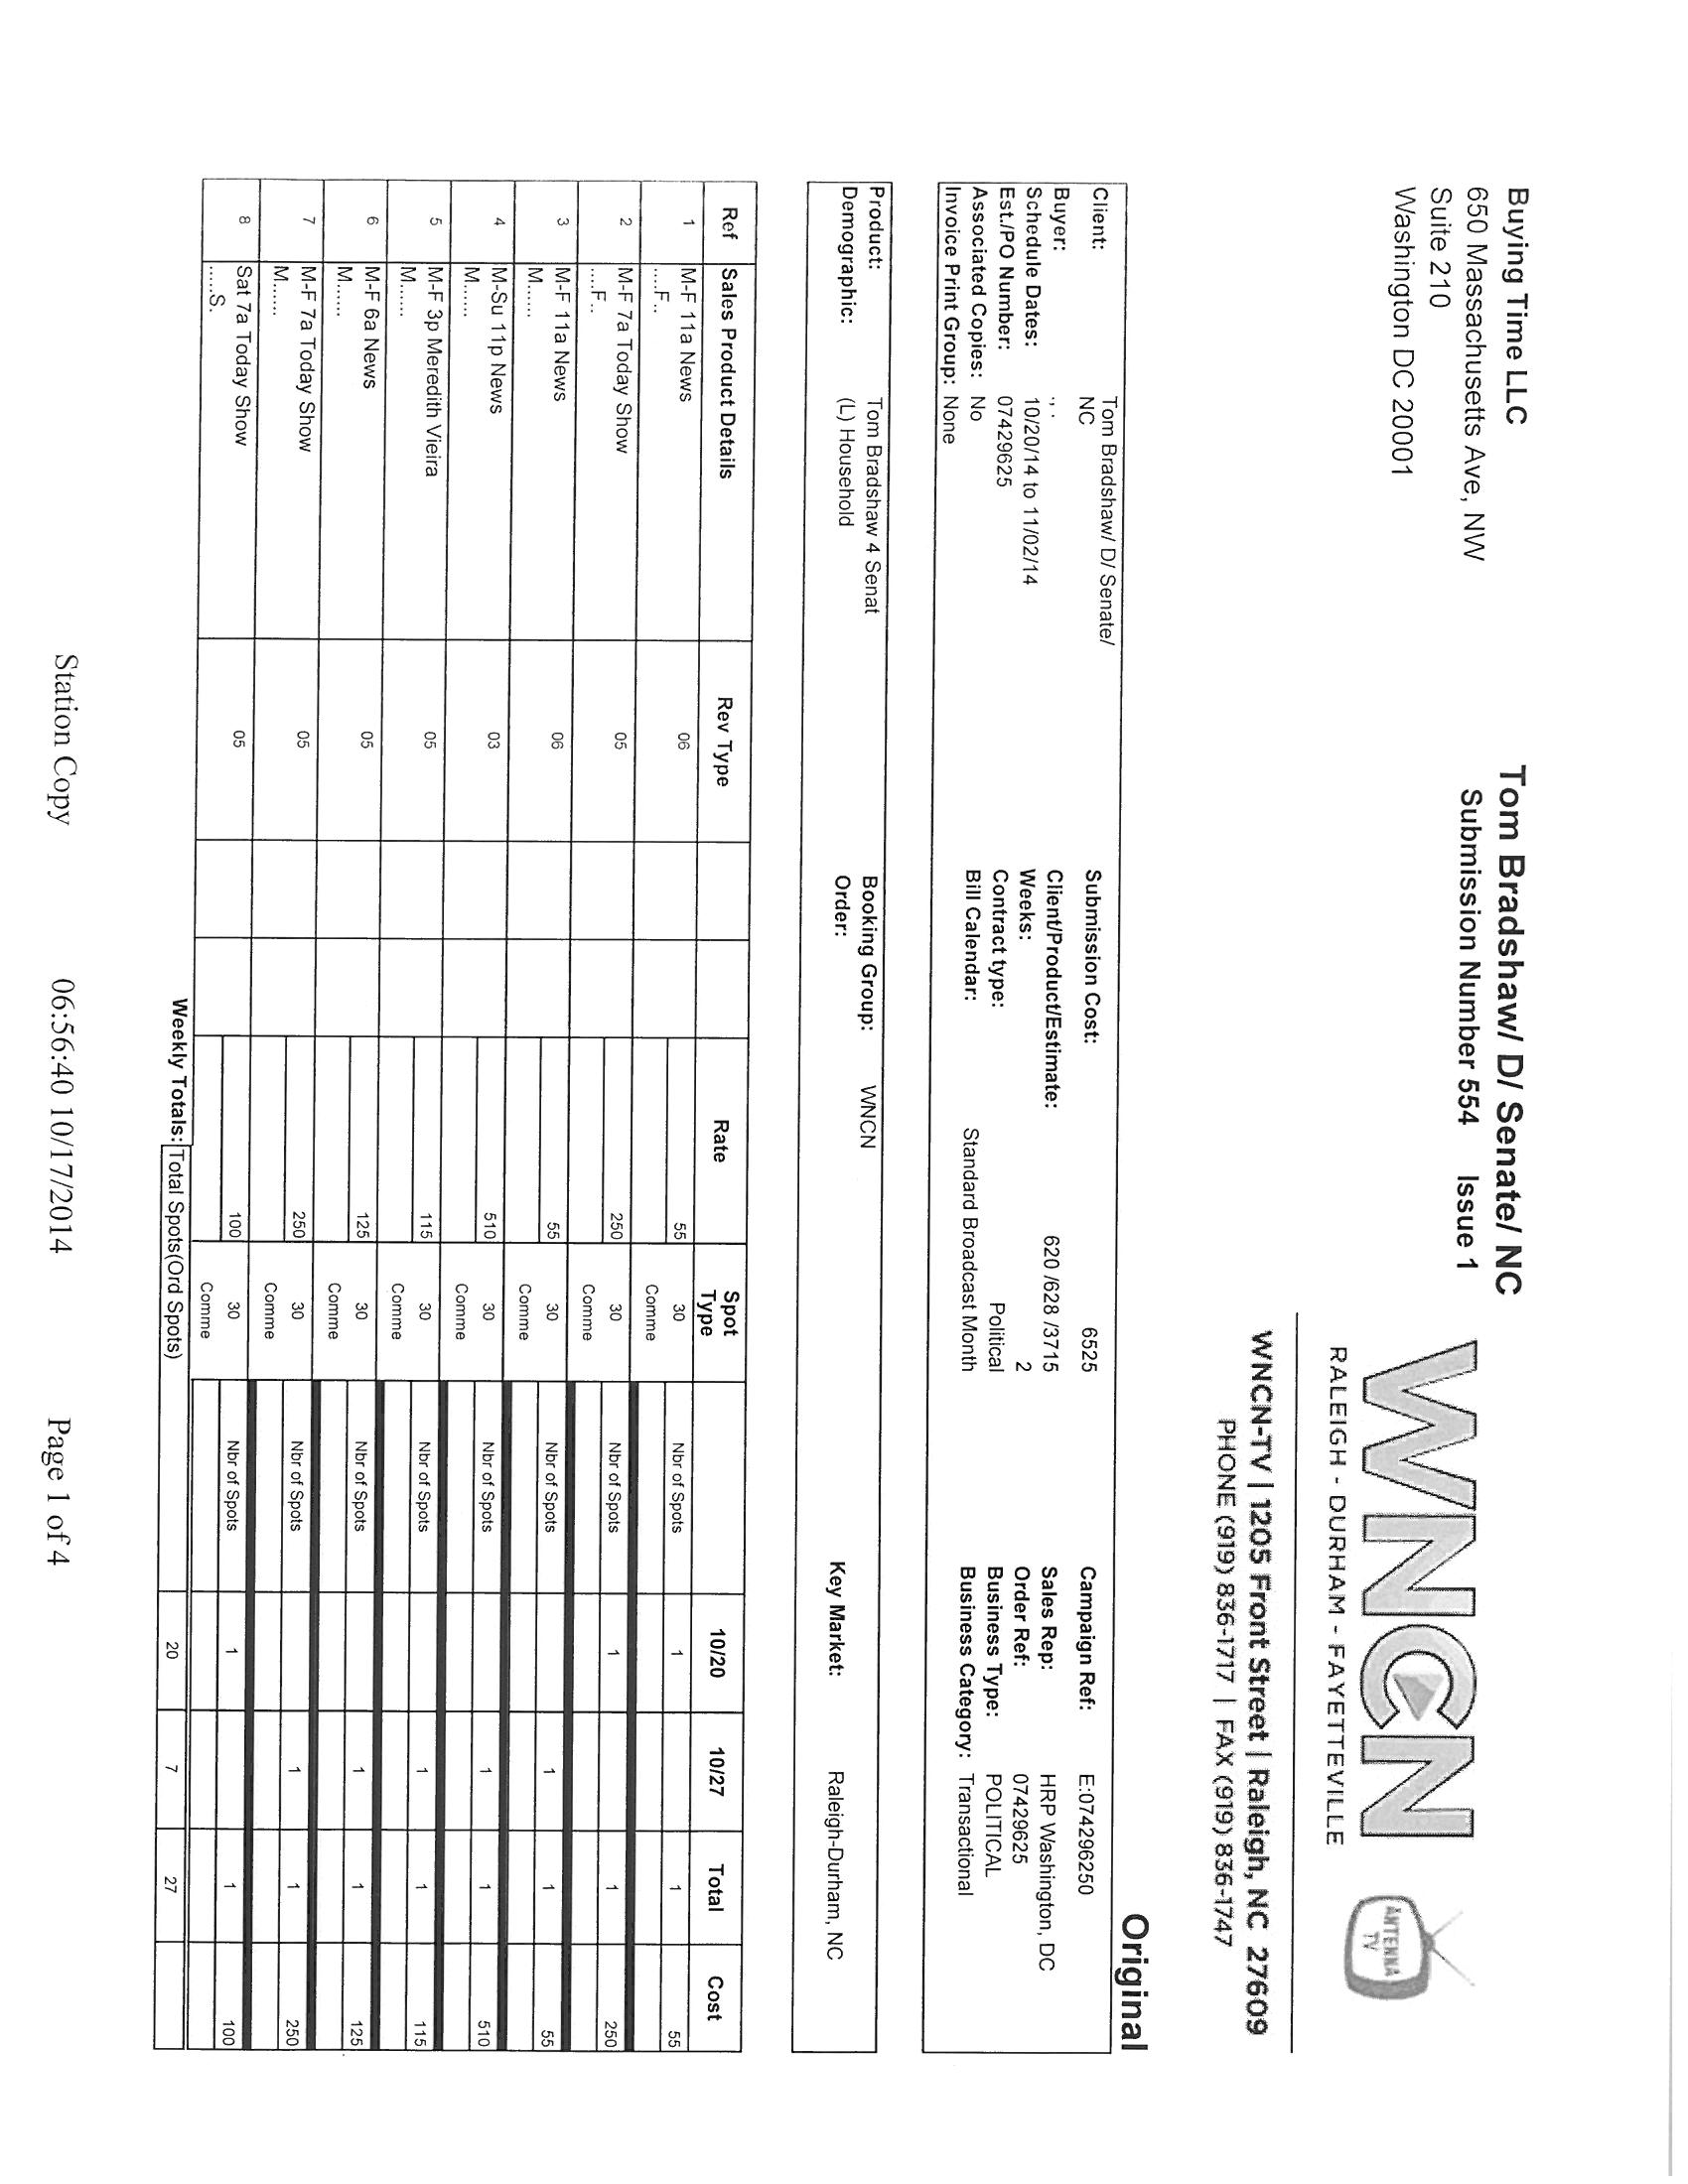 Buying Time LLC
650 Massachusetts Ave, NW
Suite 210
Washington DC 20001
Tom Bradshaw/ D/ Senate/ NC
Submission Number 554 Issue 1
WNCN
RALEIGH - DURHAM - FAYETTEVILLE
ANTENNA
TV
WNCN-TV | 1205 Front Street | Raleigh, NC 27609
PHONE (919) 836-1717 | FAX (919) 836-1747
Original
Client: Tom Bradshaw/ D/ Senate/ Submission Cost: 6525 Campaign Ref: E:074296250
NC
Buyer: ., . Client/Product/Estimate: 620 /628 /3715 Sales Rep: HRP Washington, DC
Schedule Dates: 10/20/14 to 11/02/14 Weeks: 2 Order Ref: 07429625
Est./PO Number: 07429625 Contract type: Political Business Type: POLITICAL
Associated Copies: No Bill Calendar: Standard Broadcast Month Business Category: Transactional
Invoice Print Group: None
Product: Tom Bradshaw 4 Senat Booking Group: WNCN
Demographic: (L) Household Order: Key Market: Raleigh-Durham, NC
Ref Sales Product Details Rev Type Rate Spot Type 10/20 10/27 Total Cost
1 M-F 11a News 06 55 30 Nbr of Spots 1 1 55
....F.. Comme
2 M-F 7a Today Show 05 250 30 Nbr of Spots 1 1 250
....F.. Comme
3 M-F 11a News 06 55 30 Nbr of Spots 1 1 55
M...... Comme
4 M-Su 11p News 03 510 30 Nbr of Spots 1 1 510
M...... Comme
5 M-F 3p Meredith Vieira 05 115 30 Nbr of Spots 1 1 115
M...... Comme
6 M-F 6a News 05 125 30 Nbr of Spots 1 1 125
M...... Comme
7 M-F 7a Today Show 05 250 30 Nbr of Spots 1 1 250
M...... Comme
8 Sat 7a Today Show 05 100 30 Nbr of Spots 1 1 100
.....S. Comme
Weekly Totals: Total Spots(Ord Spots) 20 7 27
Station Copy 06:56:40 10/17/2014 Page 1 of 4